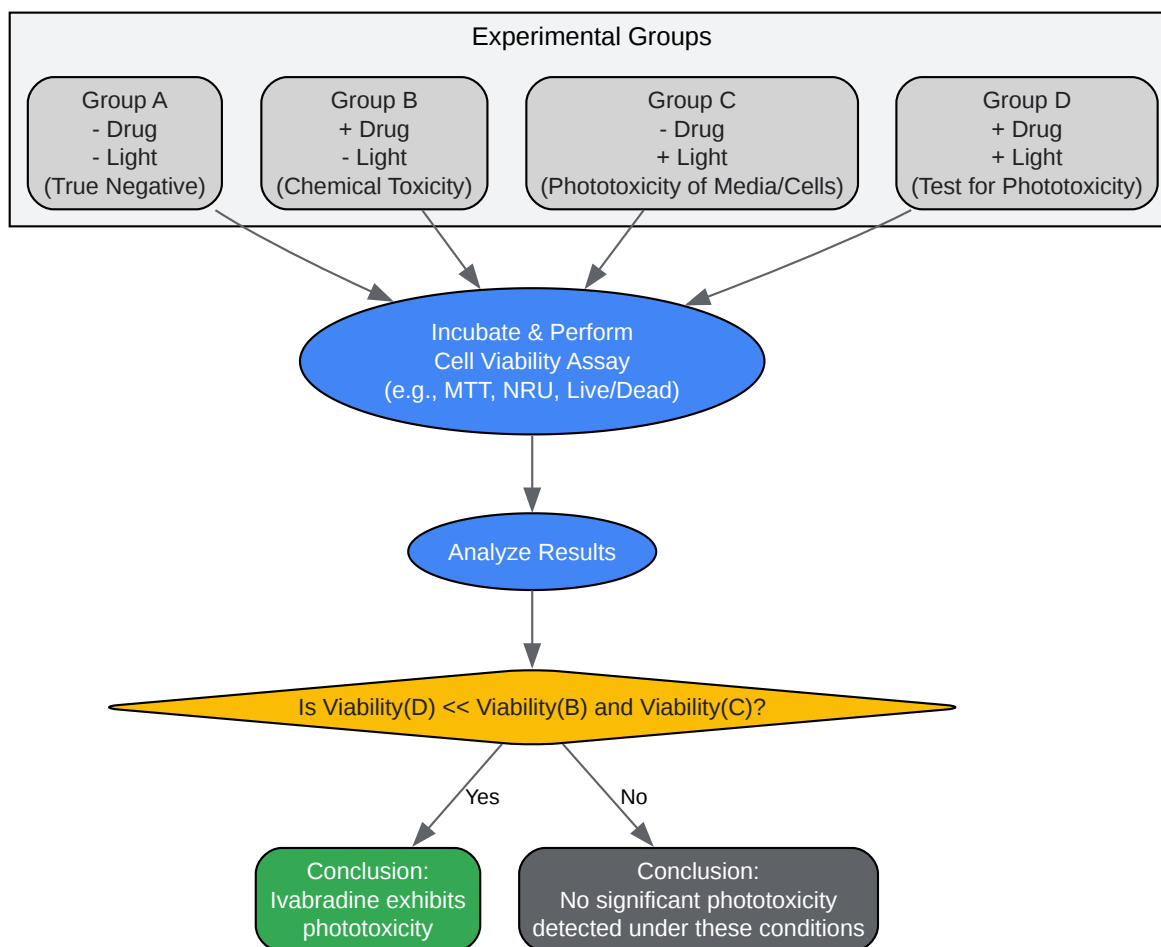 Experimental Groups
Group A
- Drug
- Light
(True Negative)
Group B
+ Drug
- Light
(Chemical Toxicity)
Group C
- Drug
+ Light
(Phototoxicity of Media/Cells)
Group D
+ Drug
+ Light
(Test for Phototoxicity)
Incubate & Perform
Cell Viability Assay
(e.g., MTT, NRU, Live/Dead)
Analyze Results
Is Viability(D) << Viability(B) and Viability(C)?
Yes
No
Conclusion:
Ivabradine exhibits
phototoxicity
Conclusion:
No significant phototoxicity
detected under these conditions